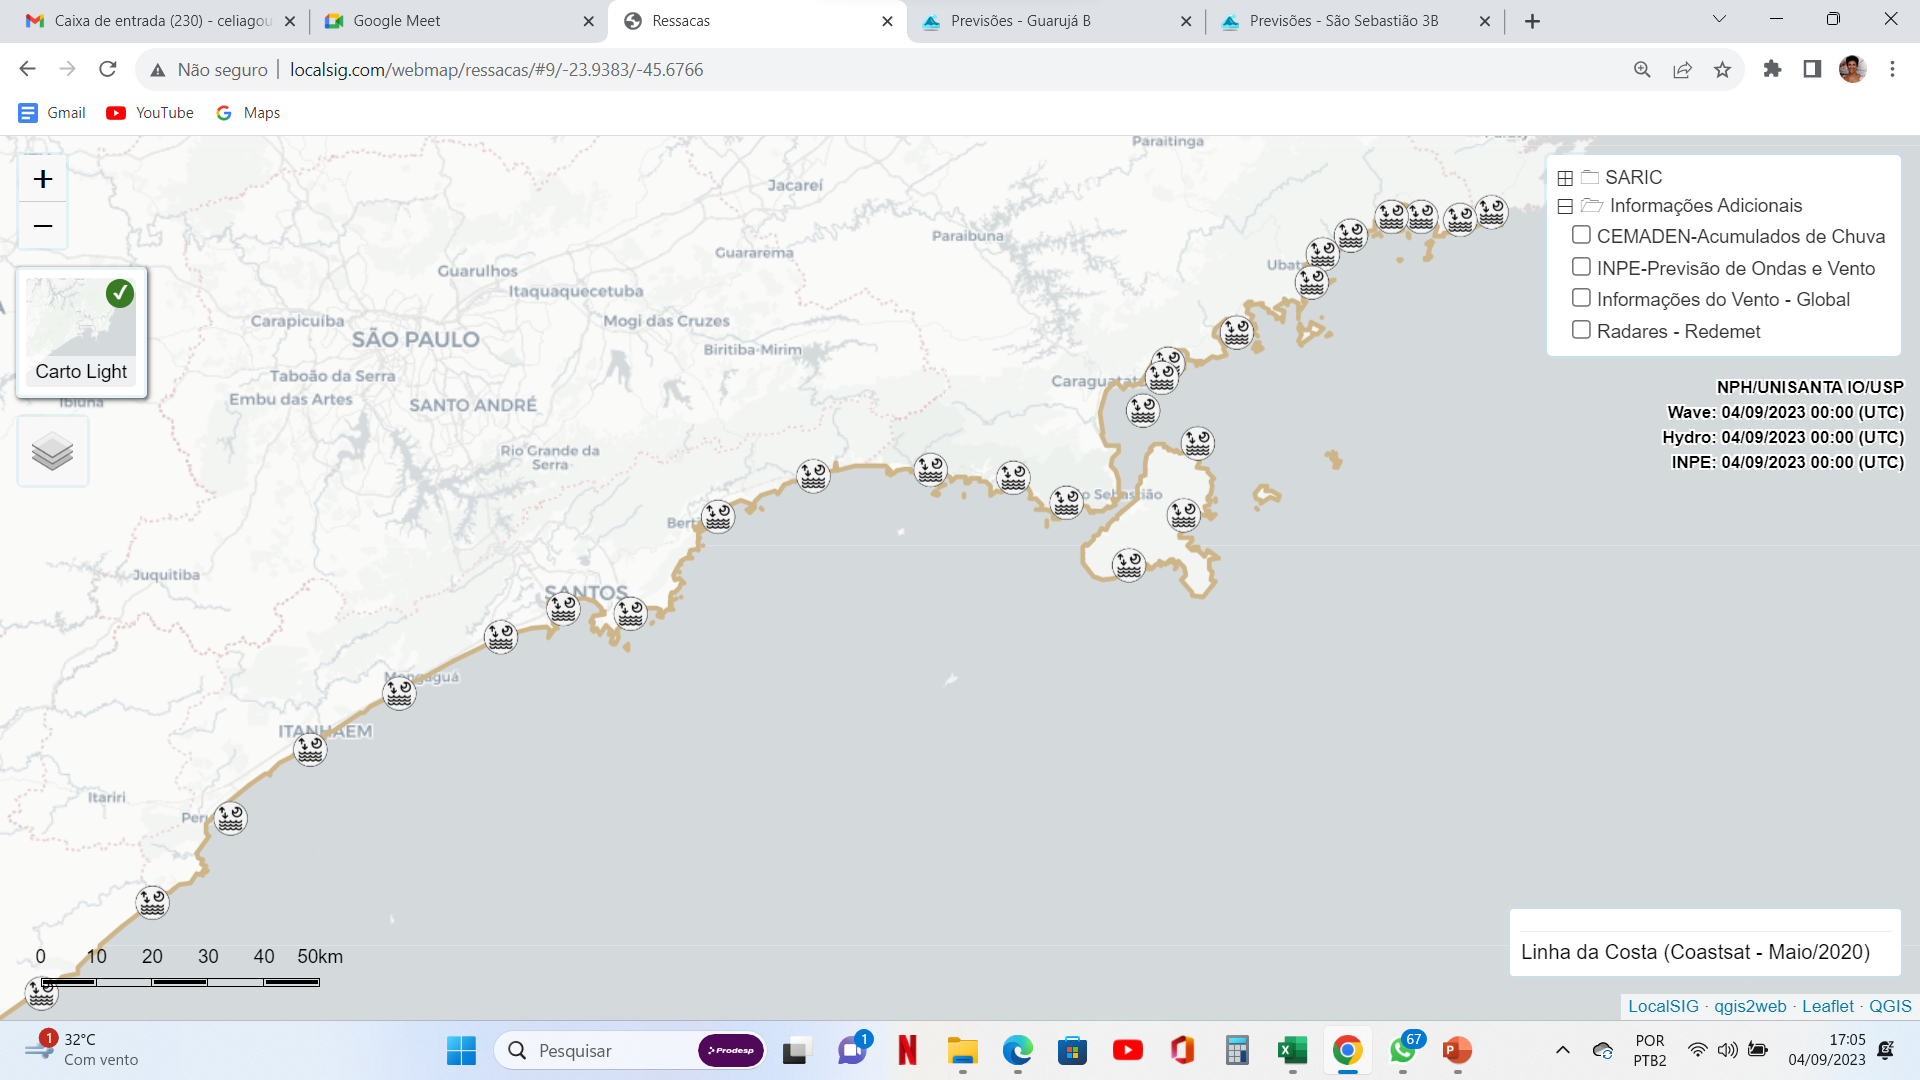 Caixa de entrada (230) - celiagou
Google Meet
Ressacas
Previsões - Guarujá B
Previsões - São Sebastião 3B
Não seguro
localsig.com/webmap/ressacas/#9/-23.9383/-45.6766
Gmail
YouTube
Maps
+
−
Carto Light
Paraitinga
Jacareí
Paraibuna
Guararema
Guarulhos
Itaquaquecetuba
Carapicuíba
Mogi das Cruzes
SÃO PAULO
Biritiba-Mirim
Taboão da Serra
Embu das Artes
SANTO ANDRÉ
Ibiúna
Rio Grande da
Serra
Juquitiba
SANTOS
ITANHAEM
Itariri
SARIC
Informações Adicionais
CEMADEN-Acumulados de Chuva
INPE-Previsão de Ondas e Vento
Informações do Vento - Global
Radares - Redemet
NPH/UNISANTA IO/USP
Wave: 04/09/2023 00:00 (UTC)
Hydro: 04/09/2023 00:00 (UTC)
INPE: 04/09/2023 00:00 (UTC)
0 10 20 30 40 50km
Linha da Costa (Coastsat - Maio/2020)
LocalSIG · qgis2web · Leaflet · QGIS
1
32°C
Com vento
Pesquisar
Prodesp
1
67
POR
PTB2
17:05
04/09/2023